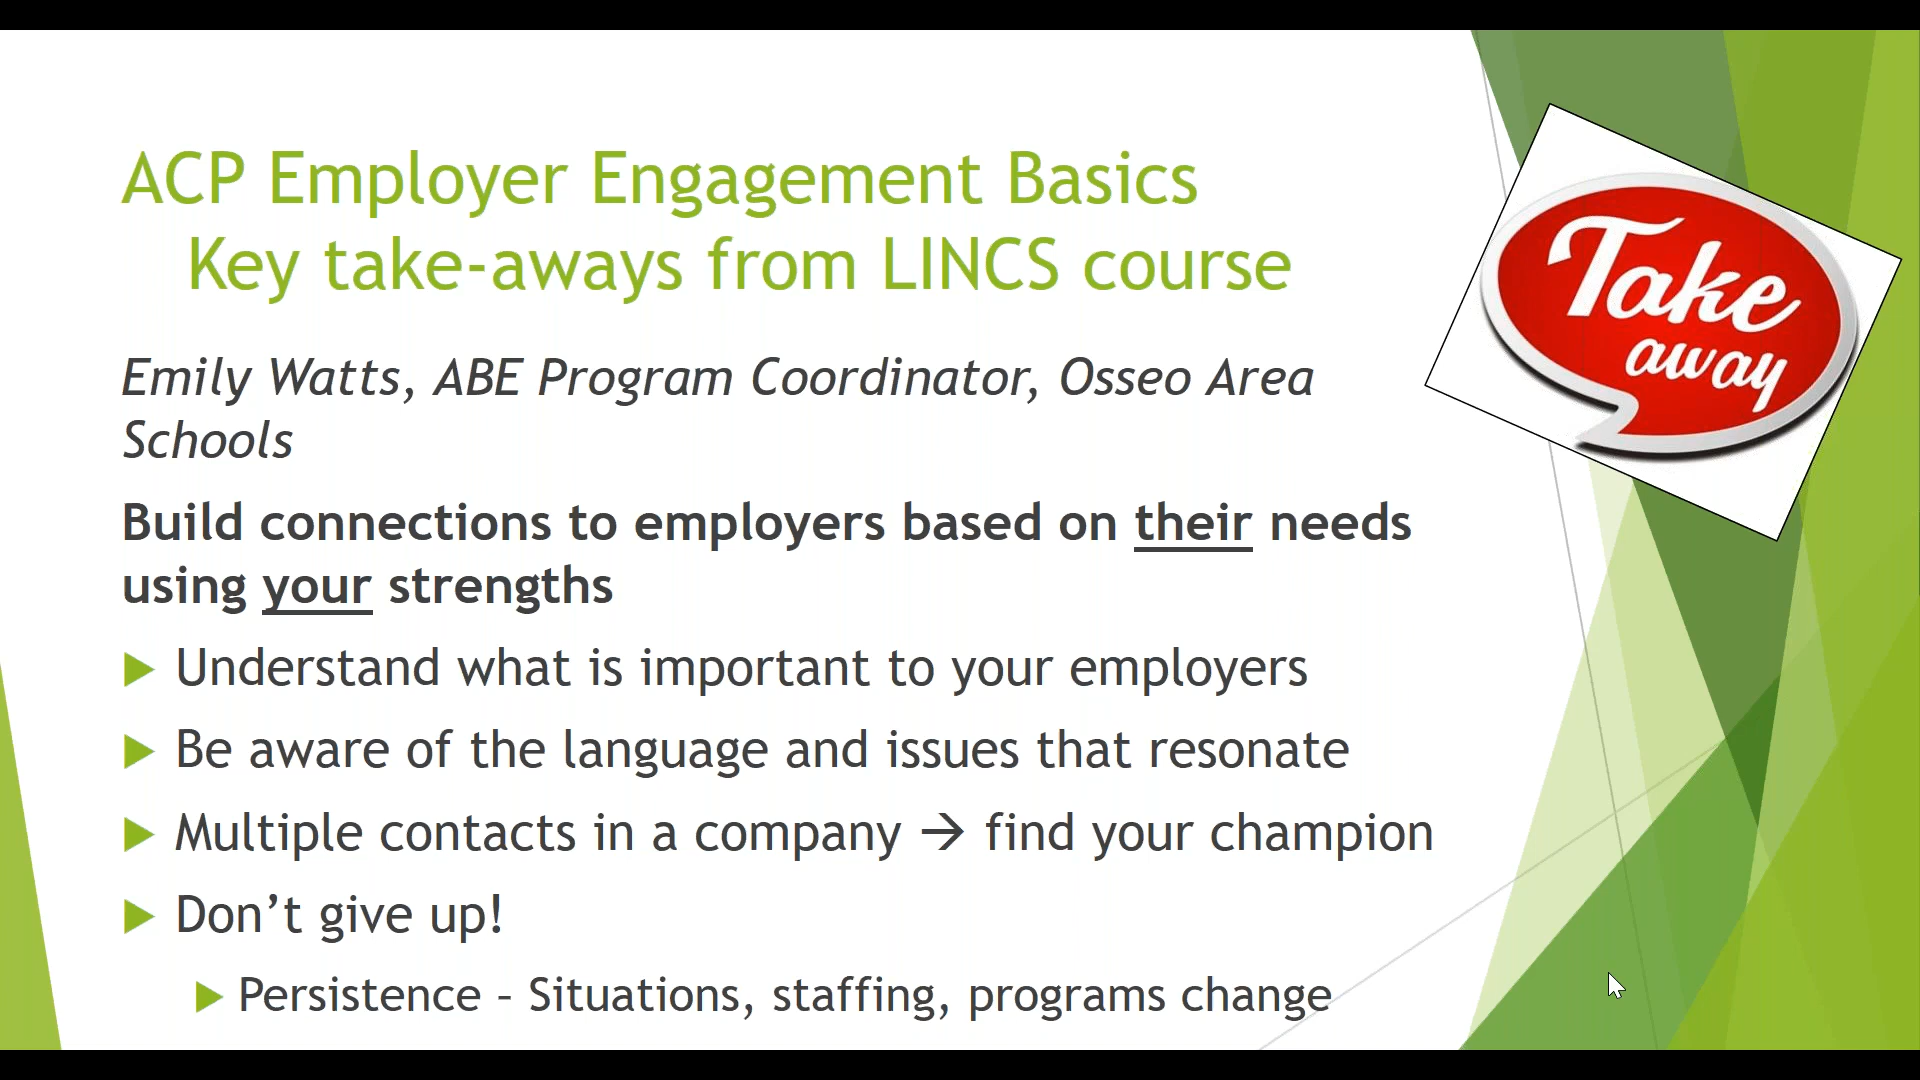 ACP Employer Engagement Basics
Key take-aways from LINCS course
Take
away
Emily Watts, ABE Program Coordinator, Osseo Area
Schools
Build connections to employers based on their needs
using your strengths
Understand what is important to your employers
Be aware of the language and issues that resonate
Multiple contacts in a company → find your champion
Don’t give up!
Persistence – Situations, staffing, programs change